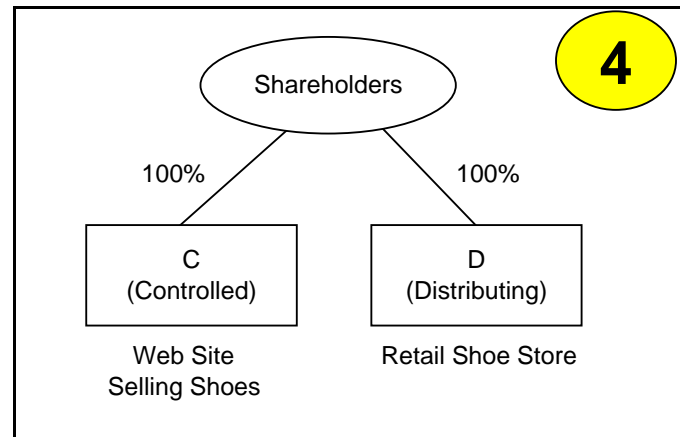 4
Shareholders
100%
100%
C
(Controlled)
D
(Distributing)
Web Site
Selling Shoes
Retail Shoe Store